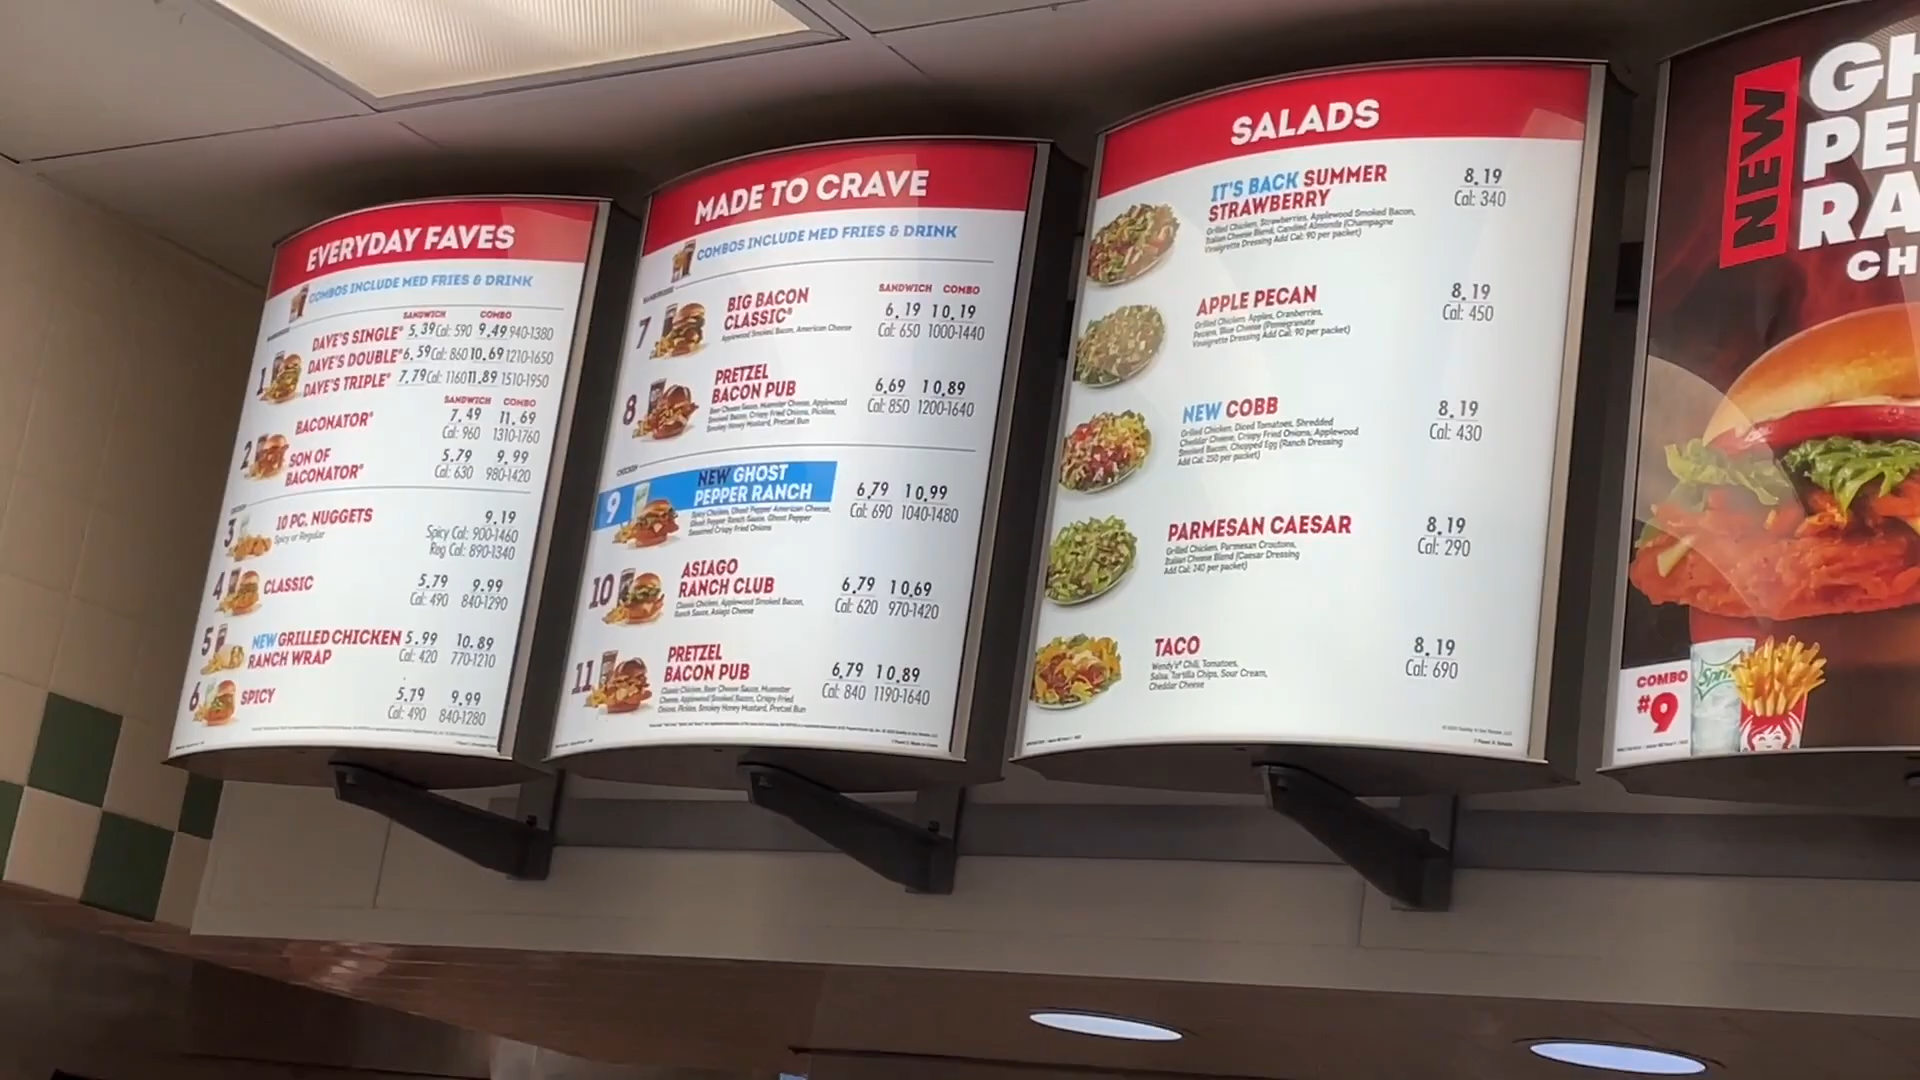 EVERYDAY FAVES
COMBOS INCLUDE MED FRIES & DRINK
SANDWICH COMBO
1
DAVE'S SINGLE® 5.39 Cal: 590 9.49 940-1380
DAVE'S DOUBLE® 6.59 Cal: 860 10.69 1210-1650
DAVE'S TRIPLE® 7.79 Cal: 1160 11.89 1510-1950
SANDWICH COMBO
2
BACONATOR® 7.49 11.69
Cal: 960 1310-1760
SON OF BACONATOR® 5.79 9.99
Cal: 630 980-1420
CHICKEN
3 10 PC. NUGGETS 9.19
Spicy or Regular
Spicy Cal: 900-1460
Reg Cal: 890-1340
4 CLASSIC 5.79 9.99
Cal: 490 840-1290
5 NEW GRILLED CHICKEN 5.99 10.89
RANCH WRAP Cal: 420 770-1210
6 SPICY 5.79 9.99
Cal: 490 840-1280
MADE TO CRAVE
COMBOS INCLUDE MED FRIES & DRINK
HAMBURGERS
SANDWICH COMBO
7 BIG BACON
CLASSIC® 6.19 10.19
Applewood Smoked Bacon, American Cheese
Cal: 650 1000-1440
8 PRETZEL
BACON PUB 6.69 10.89
Cal: 850 1200-1640
Beer Cheese Sauce, Muenster Cheese, Applewood
Smoked Bacon, Crispy Fried Onions, Pickles,
Smokey Honey Mustard, Pretzel Bun
CHICKEN
9 NEW GHOST
PEPPER RANCH 6.79 10.99
Cal: 690 1040-1480
Spicy Chicken, Ghost Pepper American Cheese,
Ghost Pepper Ranch Sauce, Ghost Pepper
Seasoned Crispy Fried Onions
10 ASIAGO
RANCH CLUB 6.79 10.69
Cal: 620 970-1420
Classic Chicken, Applewood Smoked Bacon,
Ranch Sauce, Asiago Cheese
11 PRETZEL
BACON PUB 6.79 10.89
Cal: 840 1190-1640
Classic Chicken, Beer Cheese Sauce, Muenster
Cheese, Applewood Smoked Bacon, Crispy Fried
Onions, Pickles, Smokey Honey Mustard, Pretzel Bun
SALADS
IT'S BACK SUMMER
STRAWBERRY
8.19
Cal: 340
Grilled Chicken, Strawberries, Applewood Smoked Bacon,
Italian Cheese Blend, Candied Almonds (Champagne
Vinaigrette Dressing Add Cal: 90 per packet)
APPLE PECAN
8.19
Cal: 450
Grilled Chicken, Apples, Cranberries,
Pecans, Blue Cheese (Pomegranate
Vinaigrette Dressing Add Cal: 90 per packet)
NEW COBB
8.19
Cal: 430
Grilled Chicken, Diced Tomatoes, Shredded
Cheddar Cheese, Crispy Fried Onions, Applewood
Smoked Bacon, Chopped Egg (Ranch Dressing
Add Cal: 250 per packet)
PARMESAN CAESAR
8.19
Cal: 290
Grilled Chicken, Parmesan Croutons,
Italian Cheese Blend (Caesar Dressing
Add Cal: 240 per packet)
TACO
8.19
Cal: 690
Wendy's® Chili, Tomatoes,
Salsa, Tortilla Chips, Sour Cream,
Cheddar Cheese
NEW
GH
PE
RA
CH
COMBO
#9
Sprite